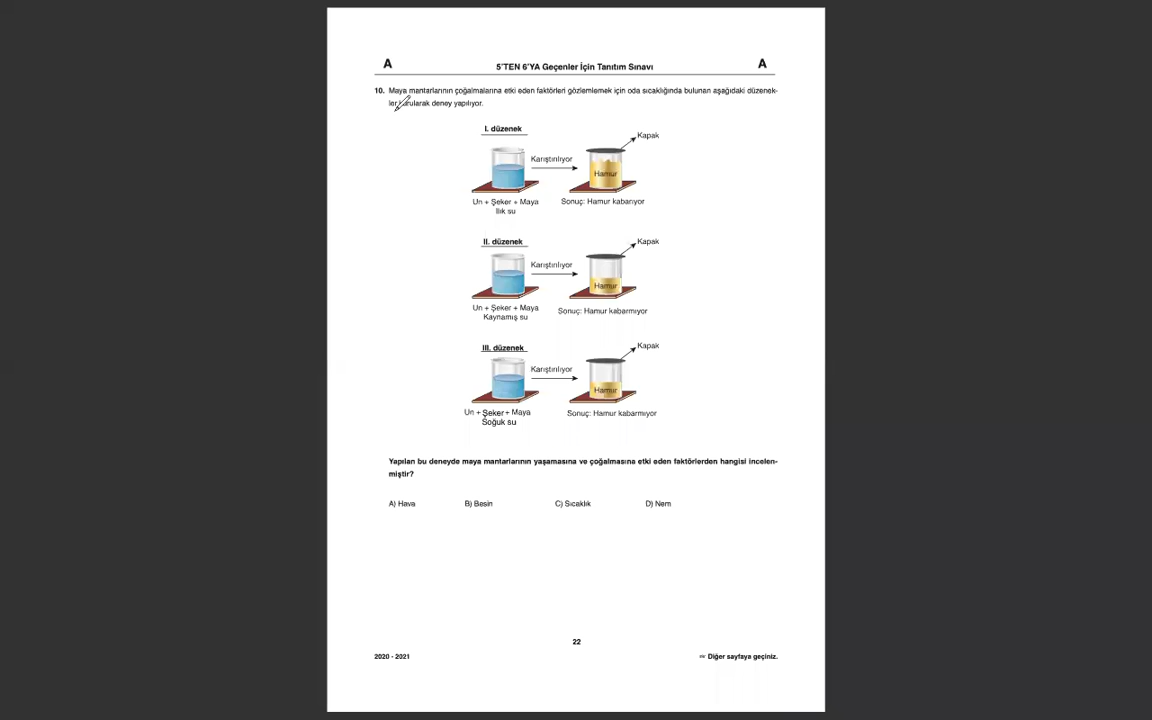 A
5'TEN 6'YA Geçenler İçin Tanıtım Sınavı
A
10. Maya mantarlarının çoğalmalarına etki eden faktörleri gözlemlemek için oda sıcaklığında bulunan aşağıdaki düzenek-
ler kurularak deney yapılıyor.
I. düzenek
Kapak
Karıştırılıyor
Hamur
Un + Şeker + Maya
Ilık su
Sonuç: Hamur kabarıyor
II. düzenek
Kapak
Karıştırılıyor
Hamur
Un + Şeker + Maya
Kaynamış su
Sonuç: Hamur kabarmıyor
III. düzenek
Kapak
Karıştırılıyor
Hamur
Un + Şeker + Maya
Soğuk su
Sonuç: Hamur kabarmıyor
Yapılan bu deneyde maya mantarlarının yaşamasına ve çoğalmasına etki eden faktörlerden hangisi incelen-
miştir?
A) Hava B) Besin C) Sıcaklık D) Nem
22
2020 - 2021
Diğer sayfaya geçiniz.